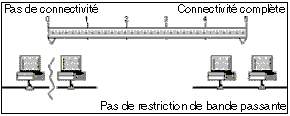 Pas de connectivité Connectivité complète
0 1 2 3 4 5
Pas de restriction de bande passante